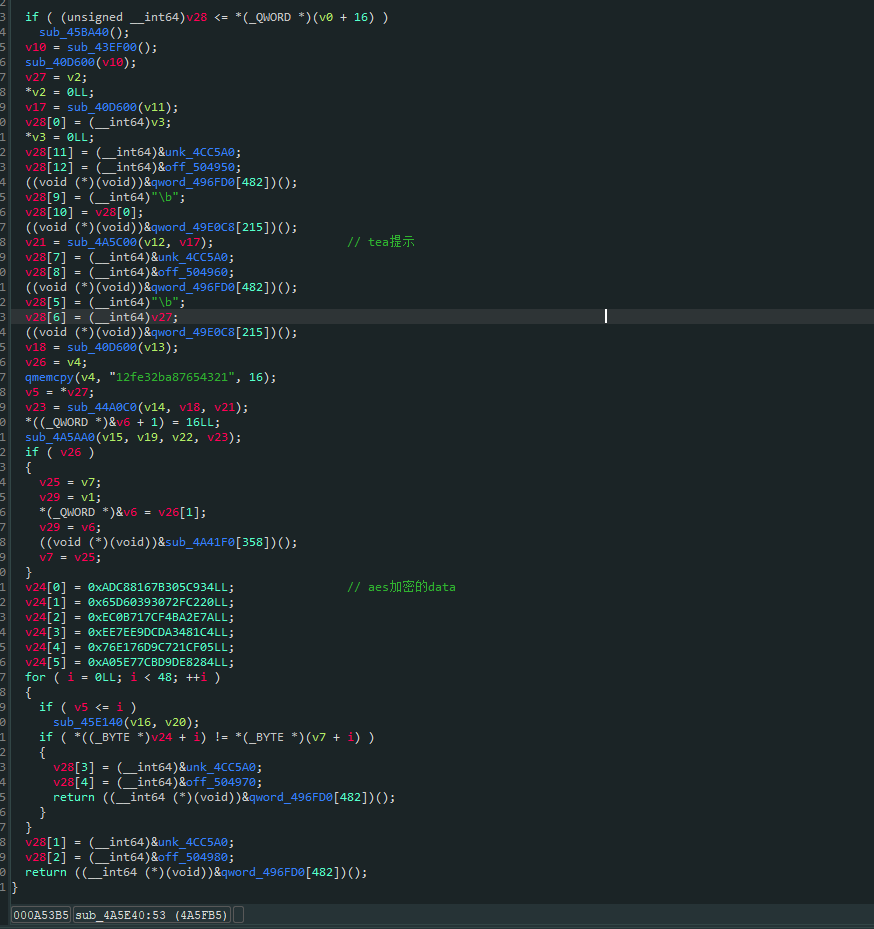 2
3 if ( (unsigned __int64)v28 <= *(_QWORD *)(v0 + 16) )
4 sub_45BA40();
5 v10 = sub_43EF00();
6 sub_40D600(v10);
7 v27 = v2;
8 *v2 = 0LL;
9 v17 = sub_40D600(v11);
0 v28[0] = (__int64)v3;
1 *v3 = 0LL;
2 v28[11] = (__int64)&unk_4CC5A0;
3 v28[12] = (__int64)&off_504950;
4 ((void (*)(void))&qword_496FD0[482])();
5 v28[9] = (__int64)"\b";
6 v28[10] = v28[0];
7 ((void (*)(void))&qword_49E0C8[215])();
8 v21 = sub_4A5C00(v12, v17); // tea提示
9 v28[7] = (__int64)&unk_4CC5A0;
0 v28[8] = (__int64)&off_504960;
1 ((void (*)(void))&qword_496FD0[482])();
2 v28[5] = (__int64)"\b";
3 v28[6] = (__int64)v27;
4 ((void (*)(void))&qword_49E0C8[215])();
5 v18 = sub_40D600(v13);
6 v26 = v4;
7 qmemcpy(v4, "12fe32ba87654321", 16);
8 v5 = *v27;
9 v23 = sub_44A0C0(v14, v18, v21);
0 *((_QWORD *)&v6 + 1) = 16LL;
1 sub_4A5AA0(v15, v19, v22, v23);
2 if ( v26 )
3 {
4 v25 = v7;
5 v29 = v1;
6 *(_QWORD *)&v6 = v26[1];
7 v29 = v6;
8 ((void (*)(void))&sub_4A41F0[358])();
9 v7 = v25;
0 }
1 v24[0] = 0xADC88167B305C934LL; // aes加密的data
2 v24[1] = 0x65D60393072FC220LL;
3 v24[2] = 0xEC0B717CF4BA2E7ALL;
4 v24[3] = 0xEE7EE9DCDA3481C4LL;
5 v24[4] = 0x76E176D9C721CF05LL;
6 v24[5] = 0xA05E77CBD9DE8284LL;
7 for ( i = 0LL; i < 48; ++i )
8 {
9 if ( v5 <= i )
0 sub_45E140(v16, v20);
1 if ( *((_BYTE *)v24 + i) != *(_BYTE *)(v7 + i) )
2 {
3 v28[3] = (__int64)&unk_4CC5A0;
4 v28[4] = (__int64)&off_504970;
5 return ((__int64 (*)(void))&qword_496FD0[482])();
6 }
7 }
8 v28[1] = (__int64)&unk_4CC5A0;
9 v28[2] = (__int64)&off_504980;
0 return ((__int64 (*)(void))&qword_496FD0[482])();
1 }
000A53B5 sub_4A5E40:53 (4A5FB5)